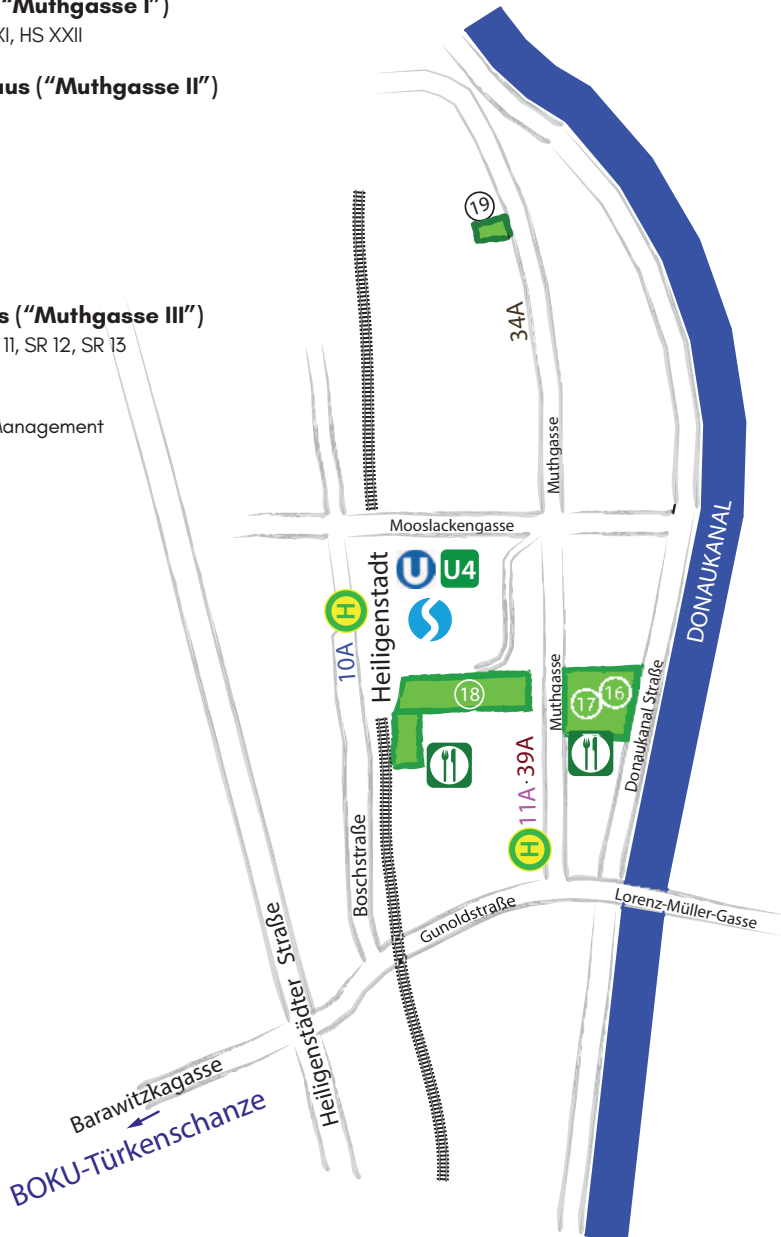 (“Muthgasse I”)
XI, HS XXII
aus (“Muthgasse II”)
19
s (“Muthgasse III”)
11, SR 12, SR 13
34A
Management
Muthgasse
Mooslackengasse
DONAUKANAL
Heiligenstadt
U
U4
H
10A
18
Muthgasse
17
16
Donaukanal Straße
11A · 39A
H
Boschstraße
Gunoldstraße
Lorenz-Müller-Gasse
Heiligenstädter Straße
Barawitzkagasse
BOKU-Türkenschanze